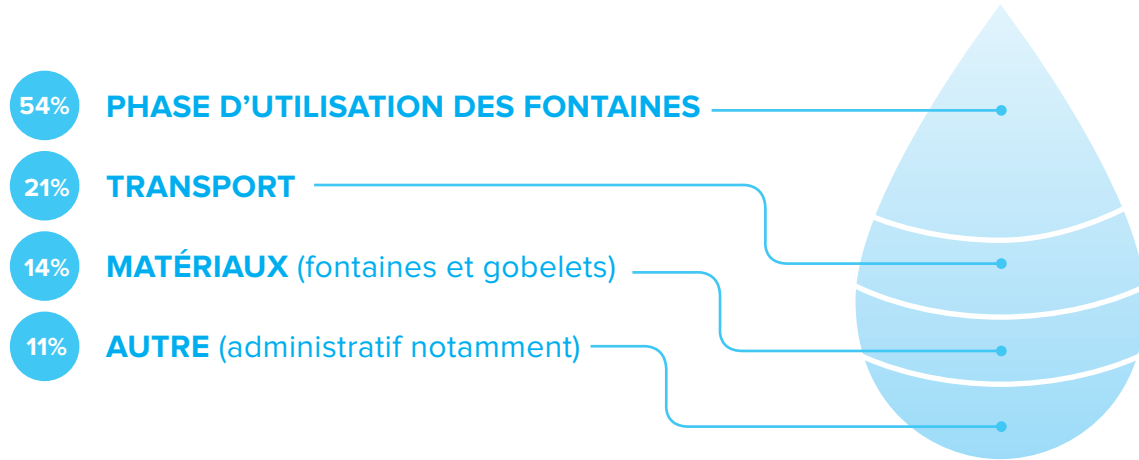 54% PHASE D’UTILISATION DES FONTAINES
21% TRANSPORT
14% MATÉRIAUX (fontaines et gobelets)
11% AUTRE (administratif notamment)